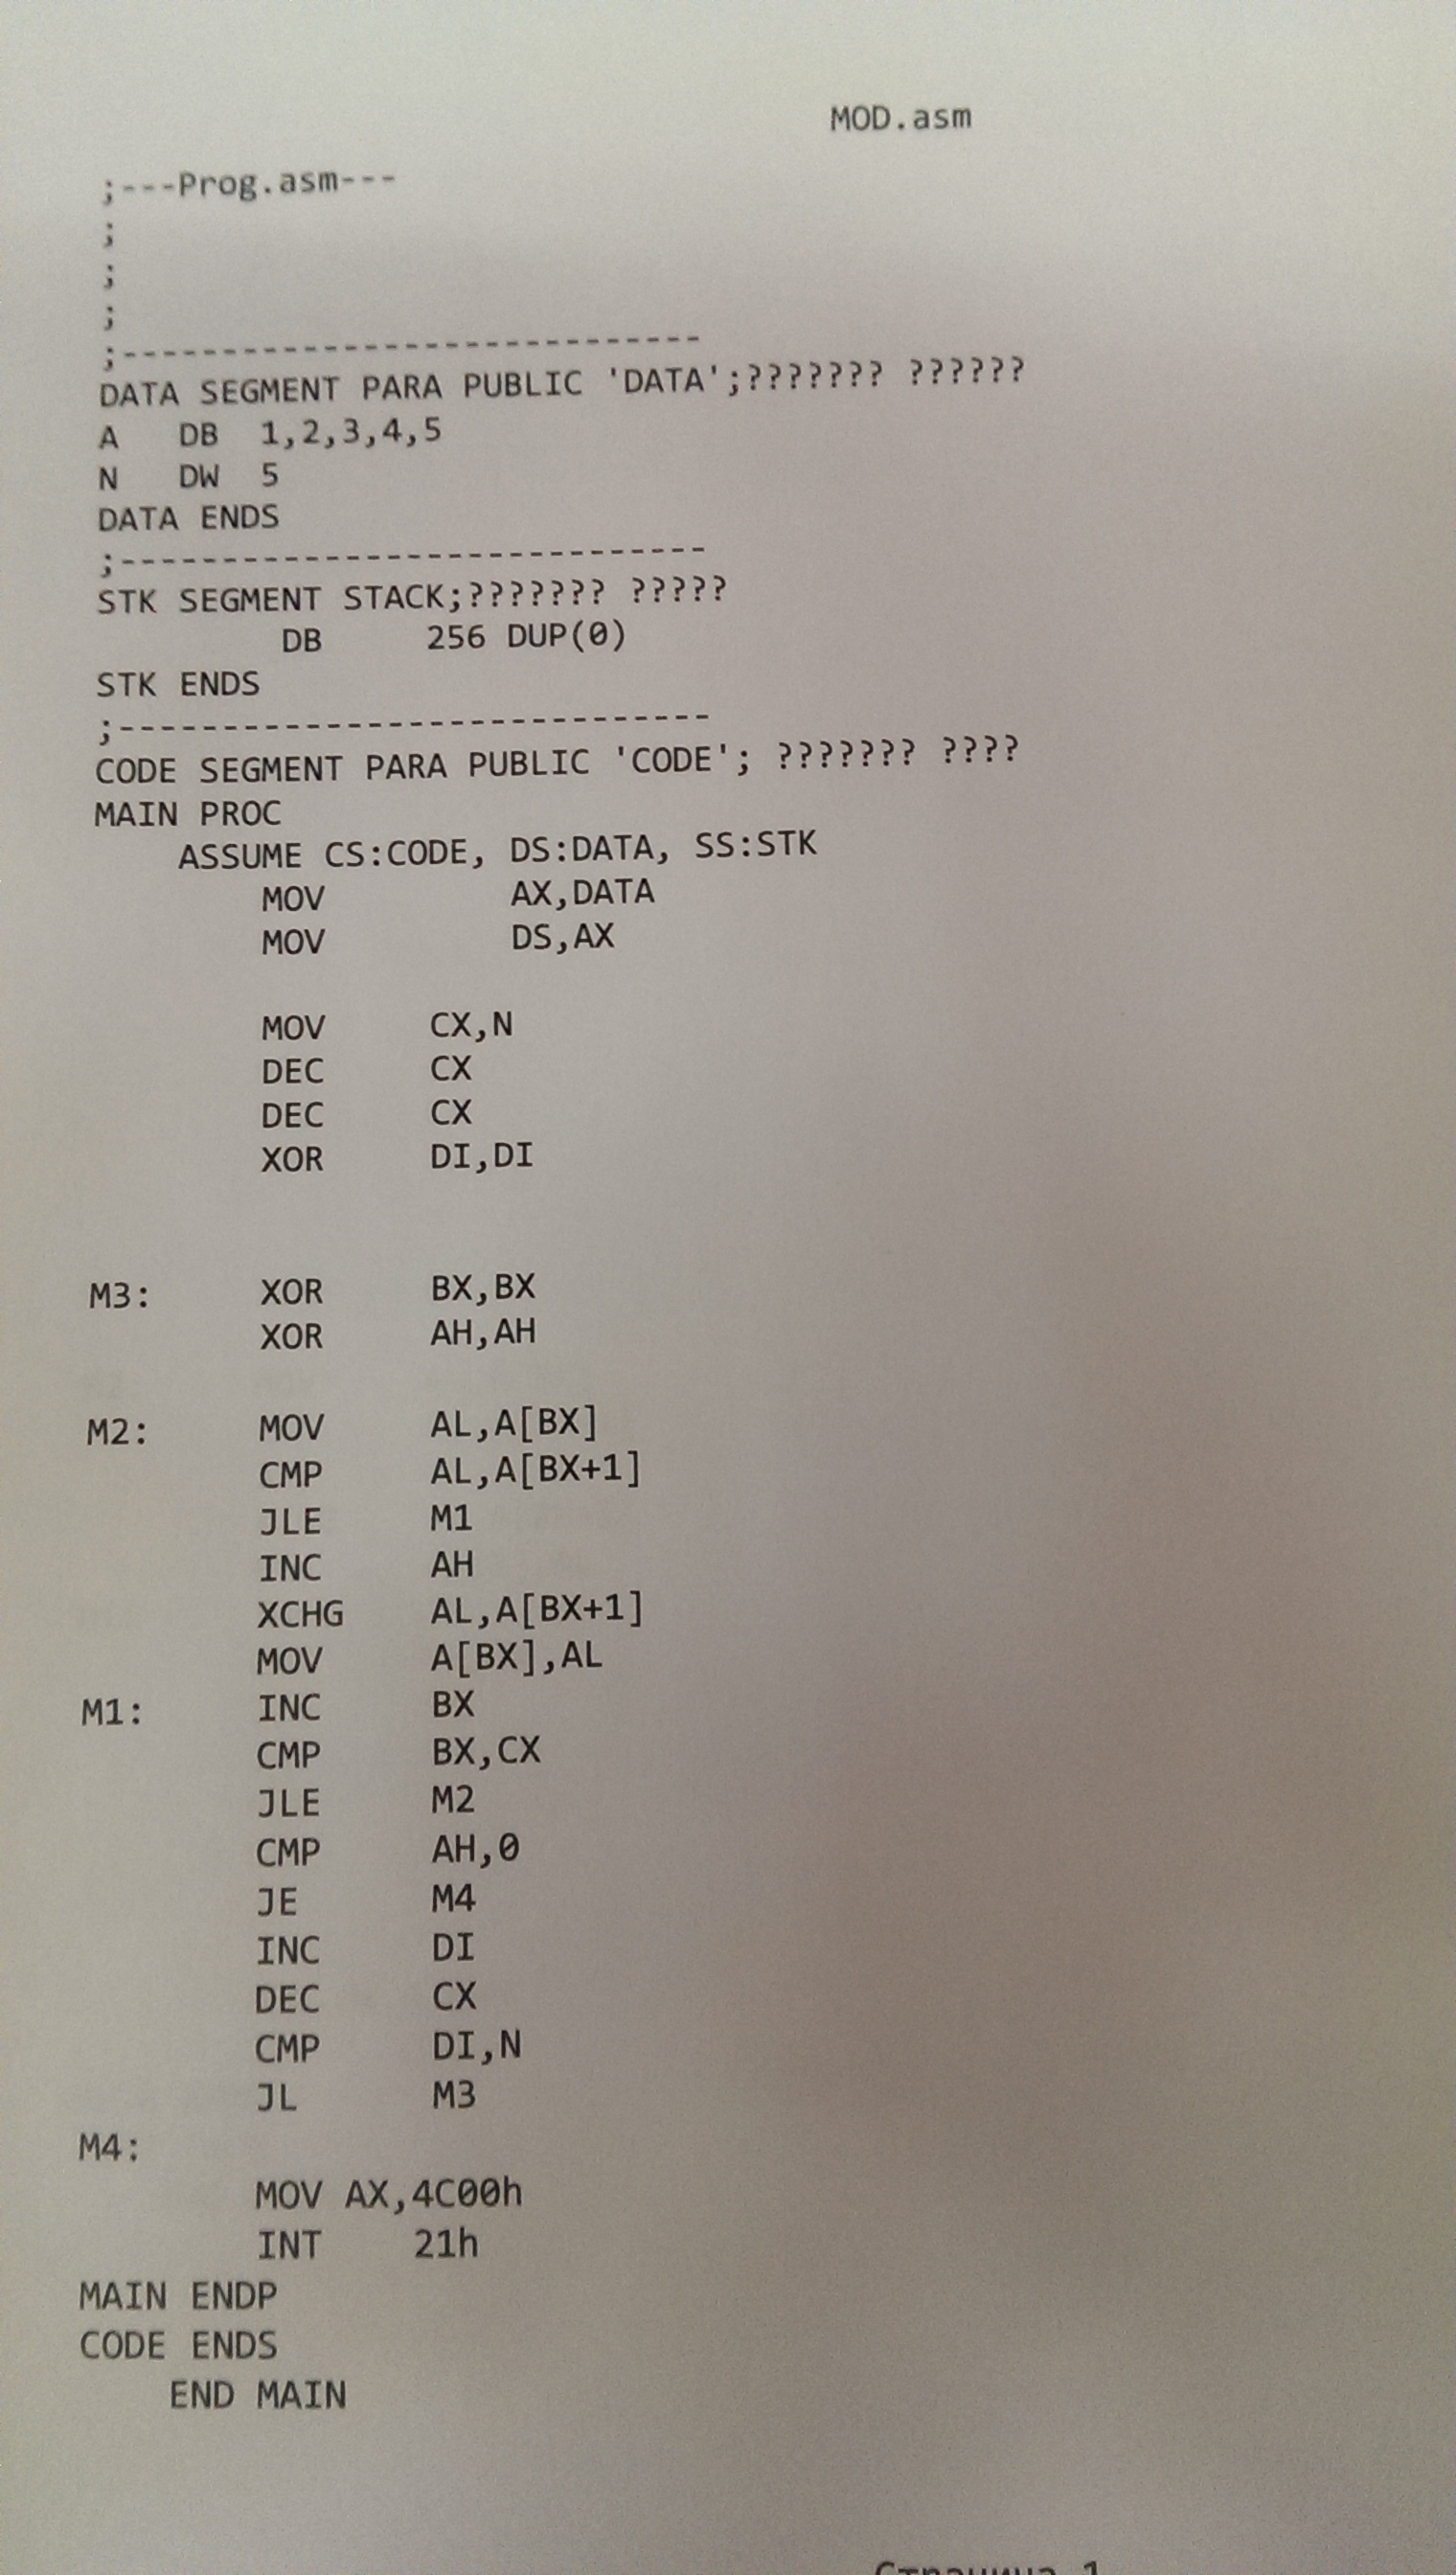 MOD.asm
;---Prog.asm---
;
;
;
;-----------------------------
DATA SEGMENT PARA PUBLIC 'DATA';??????? ??????
A   DB  1,2,3,4,5
N   DW  5
DATA ENDS
;-----------------------------
STK SEGMENT STACK;??????? ?????
         DB     256 DUP(0)
STK ENDS
;-----------------------------
CODE SEGMENT PARA PUBLIC 'CODE'; ??????? ????
MAIN PROC
    ASSUME CS:CODE, DS:DATA, SS:STK
        MOV         AX,DATA
        MOV         DS,AX
        MOV     CX,N
        DEC     CX
        DEC     CX
        XOR     DI,DI
M3:     XOR     BX,BX
        XOR     AH,AH
M2:     MOV     AL,A[BX]
        CMP     AL,A[BX+1]
        JLE     M1
        INC     AH
        XCHG    AL,A[BX+1]
        MOV     A[BX],AL
M1:     INC     BX
        CMP     BX,CX
        JLE     M2
        CMP     AH,0
        JE      M4
        INC     DI
        DEC     CX
        CMP     DI,N
        JL      M3
M4:
        MOV AX,4C00h
        INT    21h
MAIN ENDP
CODE ENDS
    END MAIN
Страница 1